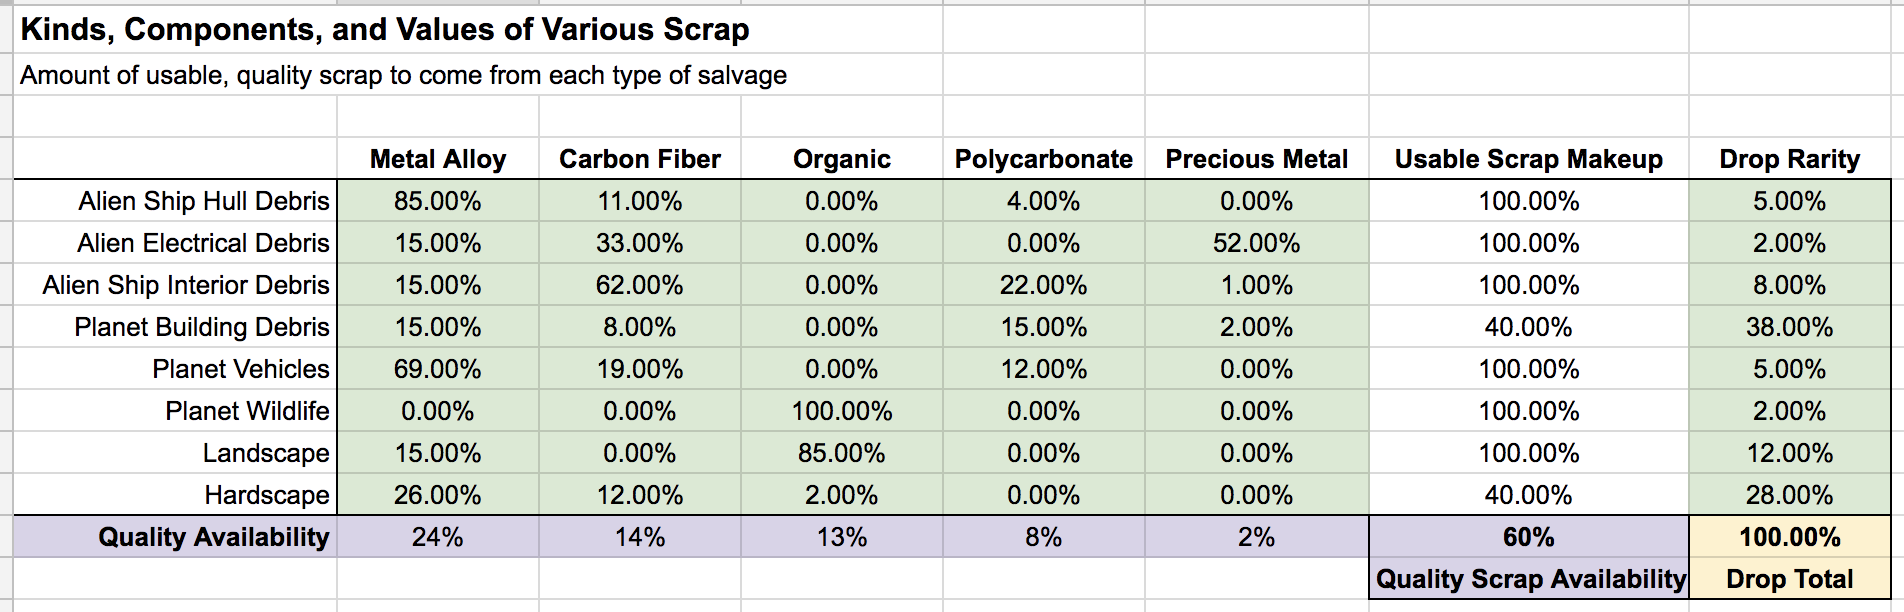 Kinds, Components, and Values of Various Scrap
Amount of usable, quality scrap to come from each type of salvage
Metal Alloy Carbon Fiber Organic Polycarbonate Precious Metal Usable Scrap Makeup Drop Rarity
Alien Ship Hull Debris 85.00% 11.00% 0.00% 4.00% 0.00% 100.00% 5.00%
Alien Electrical Debris 15.00% 33.00% 0.00% 0.00% 52.00% 100.00% 2.00%
Alien Ship Interior Debris 15.00% 62.00% 0.00% 22.00% 1.00% 100.00% 8.00%
Planet Building Debris 15.00% 8.00% 0.00% 15.00% 2.00% 40.00% 38.00%
Planet Vehicles 69.00% 19.00% 0.00% 12.00% 0.00% 100.00% 5.00%
Planet Wildlife 0.00% 0.00% 100.00% 0.00% 0.00% 100.00% 2.00%
Landscape 15.00% 0.00% 85.00% 0.00% 0.00% 100.00% 12.00%
Hardscape 26.00% 12.00% 2.00% 0.00% 0.00% 40.00% 28.00%
Quality Availability 24% 14% 13% 8% 2% 60% 100.00%
Quality Scrap Availability Drop Total